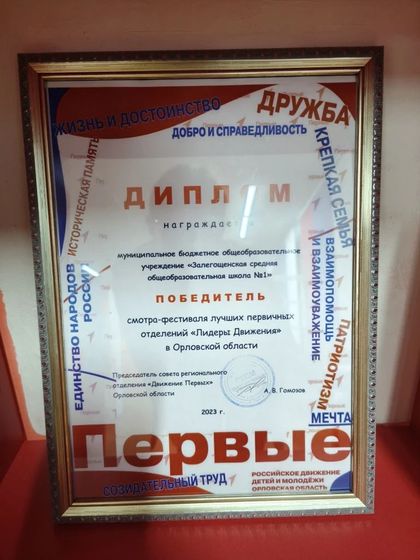 ЖИЗНЬ И ДОСТОИНСТВО
ДРУЖБА
ДОБРО И СПРАВЕДЛИВОСТЬ
ИСТОРИЧЕСКАЯ ПАМЯТЬ
КРЕПКАЯ СЕМЬЯ
ДИПЛОМ
награждается
муниципальное бюджетное общеобразовательное
учреждение «Залегощенская средняя
общеобразовательная школа №1»
ПОБЕДИТЕЛЬ
смотра-фестиваля лучших первичных
отделений «Лидеры Движения»
в Орловской области
ЕДИНСТВО НАРОДОВ
РОССИИ
ВЗАИМОПОМОЩЬ
И ВЗАИМОУВАЖЕНИЕ
ПАТРИОТИЗМ
Председатель совета регионального
отделения «Движение Первых»
Орловской области
А.В. Гомозов
2023 г.
МЕЧТА
Первые
СОЗИДАТЕЛЬНЫЙ ТРУД
РОССИЙСКОЕ ДВИЖЕНИЕ
ДЕТЕЙ И МОЛОДЁЖИ
ОРЛОВСКАЯ ОБЛАСТЬ